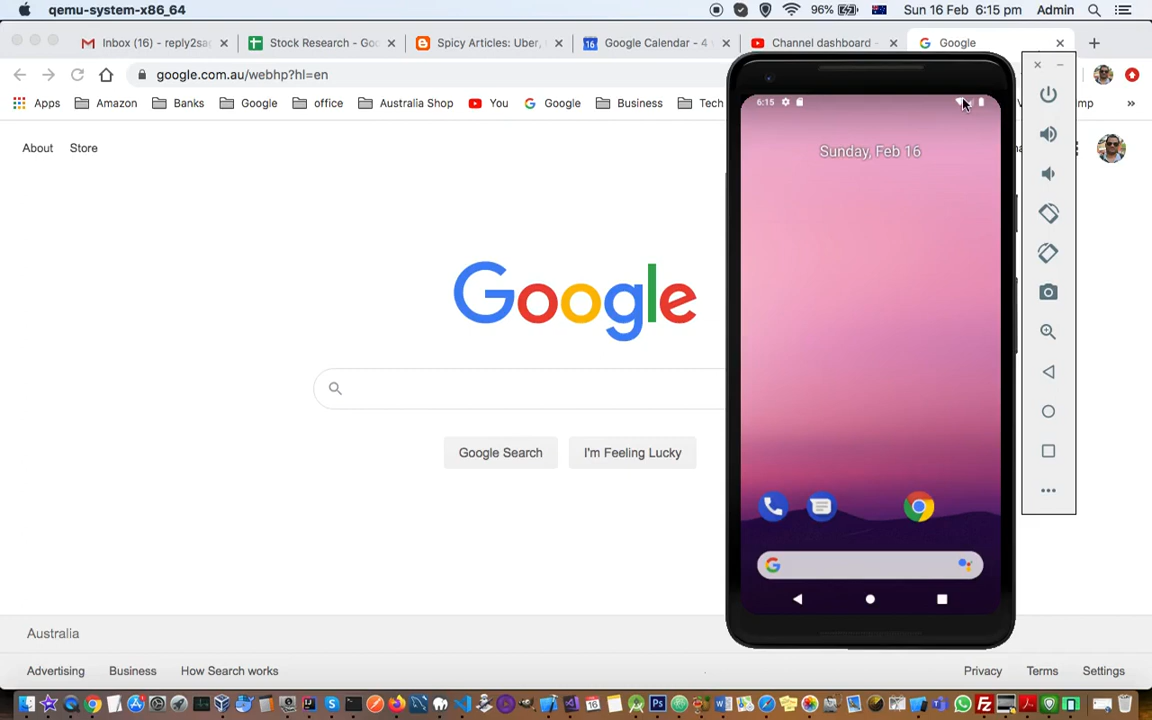 qemu-system-x86_64
96%
Sun 16 Feb 6:15 pm
Admin
Inbox (16) - reply2sa
Stock Research - Go
Spicy Articles: Uber,
Google Calendar - 4
Channel dashboard -
Google
google.com.au/webhp?hl=en
Apps
Amazon
Banks
Google
office
Australia Shop
You
Google
Business
Tech
»
About
Store
6:15
Sunday, Feb 16
Google
Google Search
I'm Feeling Lucky
Australia
Advertising
Business
How Search works
Privacy
Terms
Settings